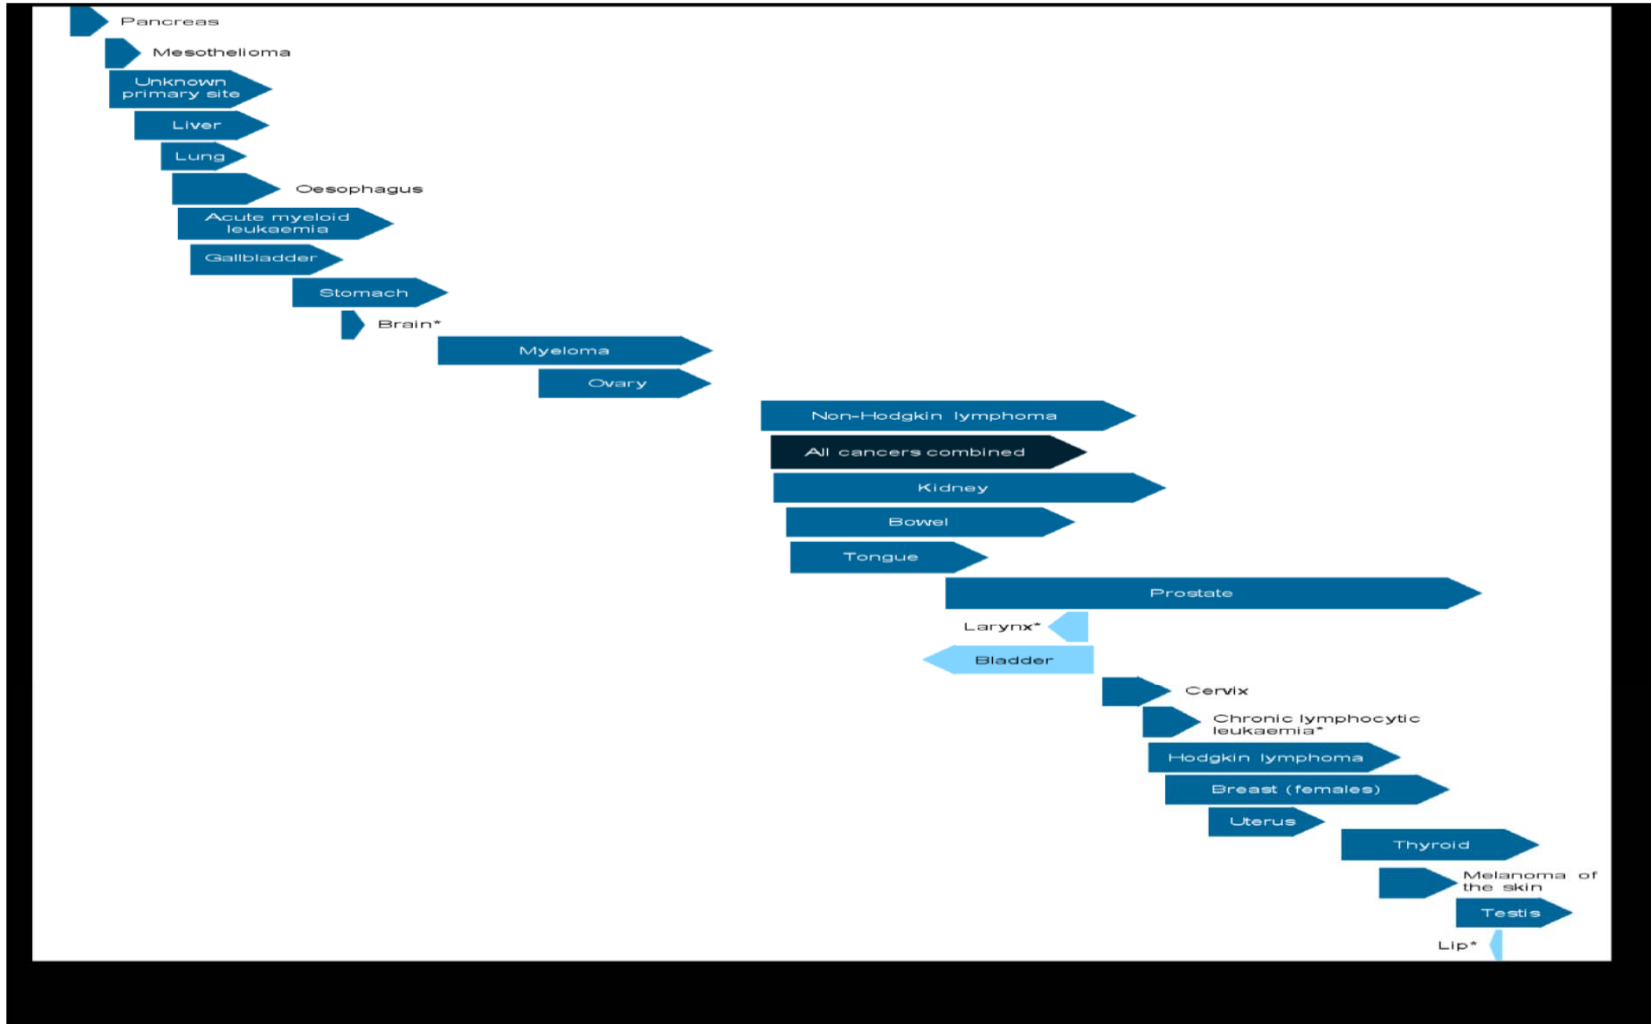 Pancreas
Mesothelioma
Unknown
primary site
Liver
Lung
Oesophagus
Acute myeloid
leukaemia
Gallbladder
Stomach
Brain*
Myeloma
Ovary
Non-Hodgkin lymphoma
All cancers combined
Kidney
Bowel
Tongue
Prostate
Larynx*
Bladder
Cervix
Chronic lymphocytic
leukaemia*
Hodgkin lymphoma
Breast (females)
Uterus
Thyroid
Melanoma of
the skin
Testis
Lip*